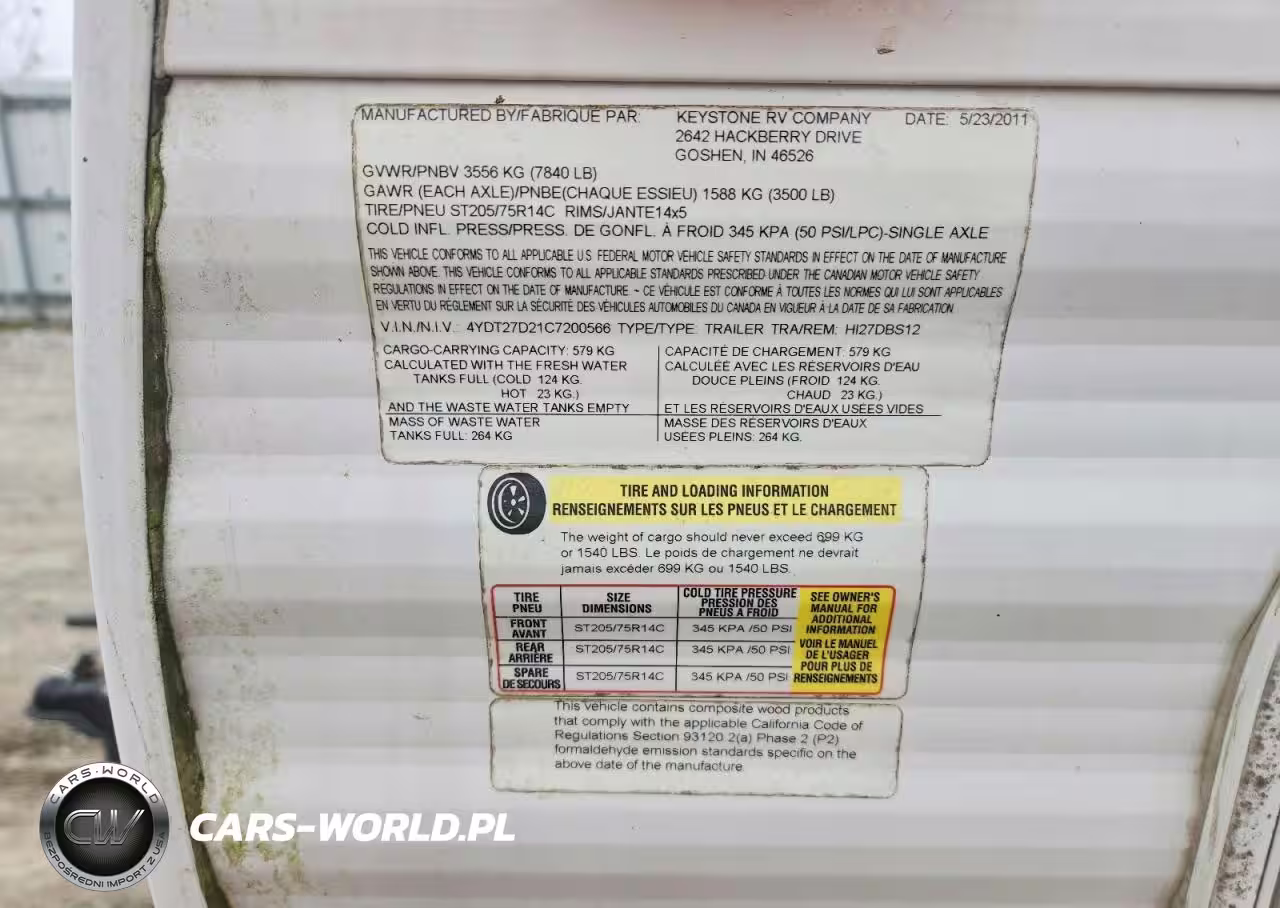 MANUFACTURED BY/FABRIQUE PAR: KEYSTONE RV COMPANY DATE: 5/23/2011
2642 HACKBERRY DRIVE
GOSHEN, IN 46526
GVWR/PNBV 3556 KG (7840 LB)
GAWR (EACH AXLE)/PNBE(CHAQUE ESSIEU) 1588 KG (3500 LB)
TIRE/PNEU ST205/75R14C RIMS/JANTE14x5
COLD INFL. PRESS/PRESS. DE GONFL. À FROID 345 KPA (50 PSI/LPC)-SINGLE AXLE
THIS VEHICLE CONFORMS TO ALL APPLICABLE U.S. FEDERAL MOTOR VEHICLE SAFETY STANDARDS IN EFFECT ON THE DATE OF MANUFACTURE
SHOWN ABOVE. THIS VEHICLE CONFORMS TO ALL APPLICABLE STANDARDS PRESCRIBED UNDER THE CANADIAN MOTOR VEHICLE SAFETY
REGULATIONS IN EFFECT ON THE DATE OF MANUFACTURE ~ CE VÉHICULE EST CONFORME À TOUTES LES NORMES QUI LUI SONT APPLICABLES
EN VERTU DU RÉGLEMENT SUR LA SÉCURITÉ DES VÉHICULES AUTOMOBILES DU CANADA EN VIGUEUR À LA DATE DE SA FABRICATION
V.I.N./N.I.V.: 4YDT27D21C7200566 TYPE/TYPE: TRAILER TRA/REM: HI27DBS12
CARGO-CARRYING CAPACITY: 579 KG
CALCULATED WITH THE FRESH WATER
TANKS FULL (COLD 124 KG.
HOT 23 KG.)
AND THE WASTE WATER TANKS EMPTY
MASS OF WASTE WATER
TANKS FULL: 264 KG
CAPACITÉ DE CHARGEMENT: 579 KG
CALCULÉE AVEC LES RÉSERVOIRS D'EAU
DOUCE PLEINS (FROID 124 KG.
CHAUD 23 KG.)
ET LES RÉSERVOIRS D'EAUX USÉES VIDES
MASSE DES RÉSERVOIRS D'EAUX
USÉES PLEINS: 264 KG.
TIRE AND LOADING INFORMATION
RENSEIGNEMENTS SUR LES PNEUS ET LE CHARGEMENT
The weight of cargo should never exceed 699 KG
or 1540 LBS. Le poids de chargement ne devrait
jamais excéder 699 KG ou 1540 LBS.
TIRE SIZE COLD TIRE PRESSURE
PNEU DIMENSIONS PRESSION DES
PNEUS A FROID
FRONT
AVANT ST205/75R14C 345 KPA /50 PSI
REAR
ARRIÈRE ST205/75R14C 345 KPA /50 PSI
SPARE
DE SECOURS ST205/75R14C 345 KPA /50 PSI
SEE OWNER'S
MANUAL FOR
ADDITIONAL
INFORMATION
VOIR LE MANUEL
DE L'USAGER
POUR PLUS DE
RENSEIGNEMENTS
This vehicle contains composite wood products
that comply with the applicable California Code of
Regulations Section 93120.2(a) Phase 2 (P2)
formaldehyde emission standards specific on the
above date of the manufacture.
CARS-WORLD
CW
BEZPOŚREDNI IMPORT Z USA
CARS-WORLD.PL